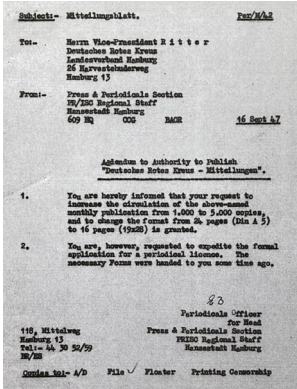 Subject:- Mitteilungsblatt. Per/M/42
To:- Herrn Vice-Praesident R i t t e r
Deutsches Rotes Kreus
Landesverband Hamburg
26 Harvestehuderweg
Hamburg 13
From:- Press & Periodicals Section
PR/ISC Regional Staff
Hansestadt Hamburg
609 HQ CCG BAOR 16 Sept 47
Addendum to Authority to Publish
"Deutsches Rotes Kreus - Mitteilungen".
1. You are hereby informed that your request to
increase the circulation of the above-named
monthly publication from 1.000 to 5.000 copies,
and to change the format from 24 pages (Din A 5)
to 16 pages (19x28) is granted.
2. You are, however, requested to expedite the formal
application for a periodical licence. The
necessary Forms were handed to you some time ago.
Periodicals Officer
for Head
Press & Periodicals Section
PRISC Regional Staff
Hansestadt Hamburg
118, Mittelweg
Hamburg 13
Tel:- 44 30 52/59
Copies to:- A/D File Floater Printing Censorship